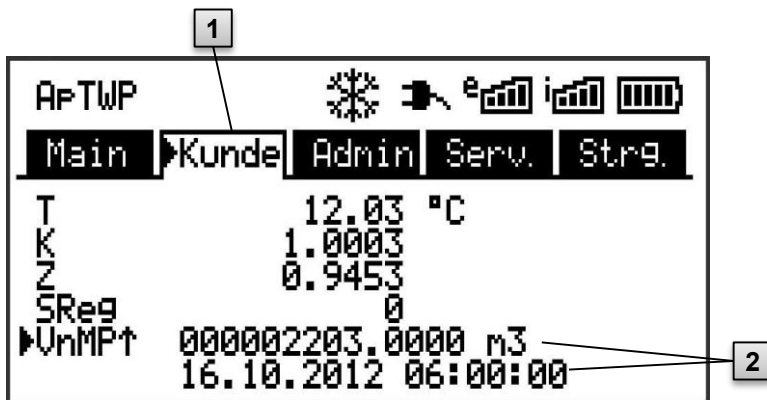 1
ApTWP e i
Main Kunde Admin Serv. Strg.
T 12.03 °C
K 1.0003
Z 0.9453
SReg 0
VnMP↑ 000002203.0000 m3
16.10.2012 06:00:00
2